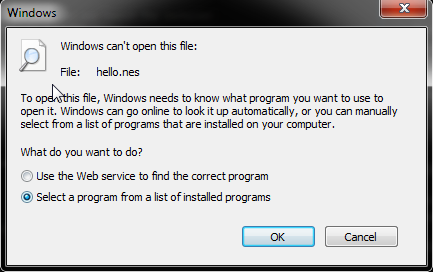 Windows
Windows can't open this file:
File: hello.nes
To open this file, Windows needs to know what program you want to use to
open it. Windows can go online to look it up automatically, or you can manually
select from a list of programs that are installed on your computer.
What do you want to do?
Use the Web service to find the correct program
Select a program from a list of installed programs
OK
Cancel